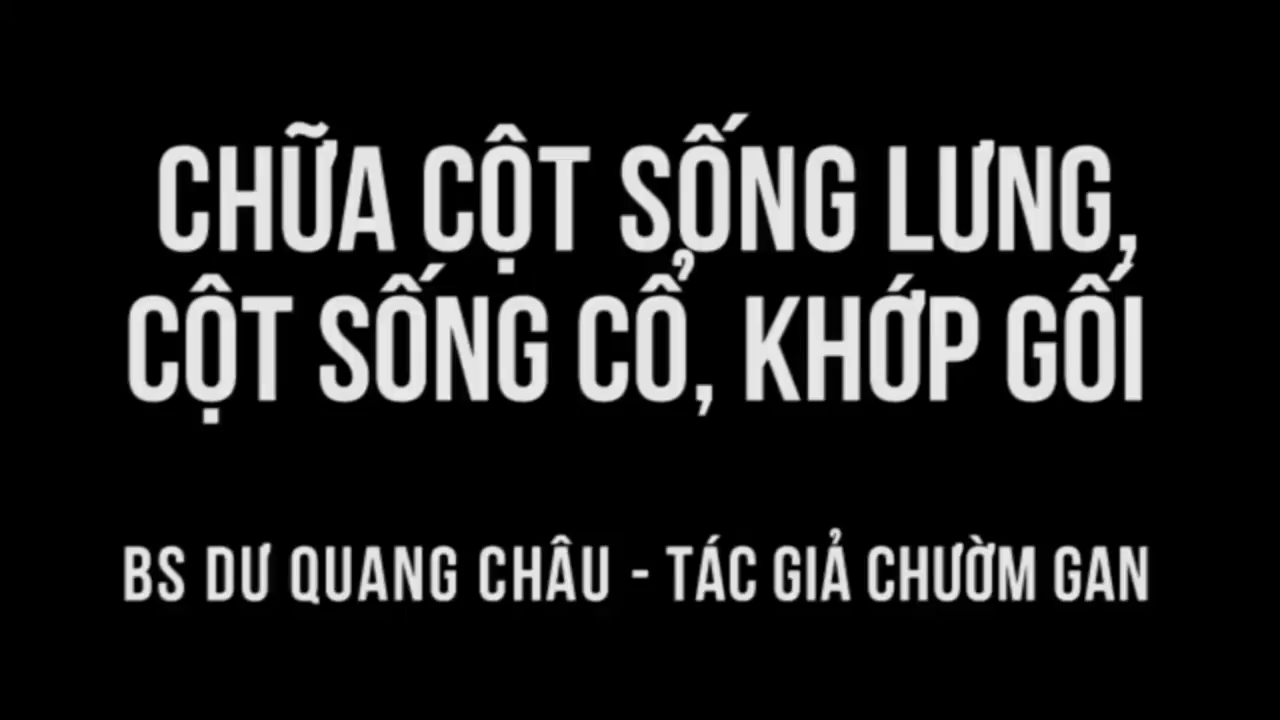 CHỮA CỘT SỐNG LƯNG,
CỘT SỐNG CỔ, KHỚP GỐI
BS DƯ QUANG CHÂU - TÁC GIẢ CHƯỜM GAN